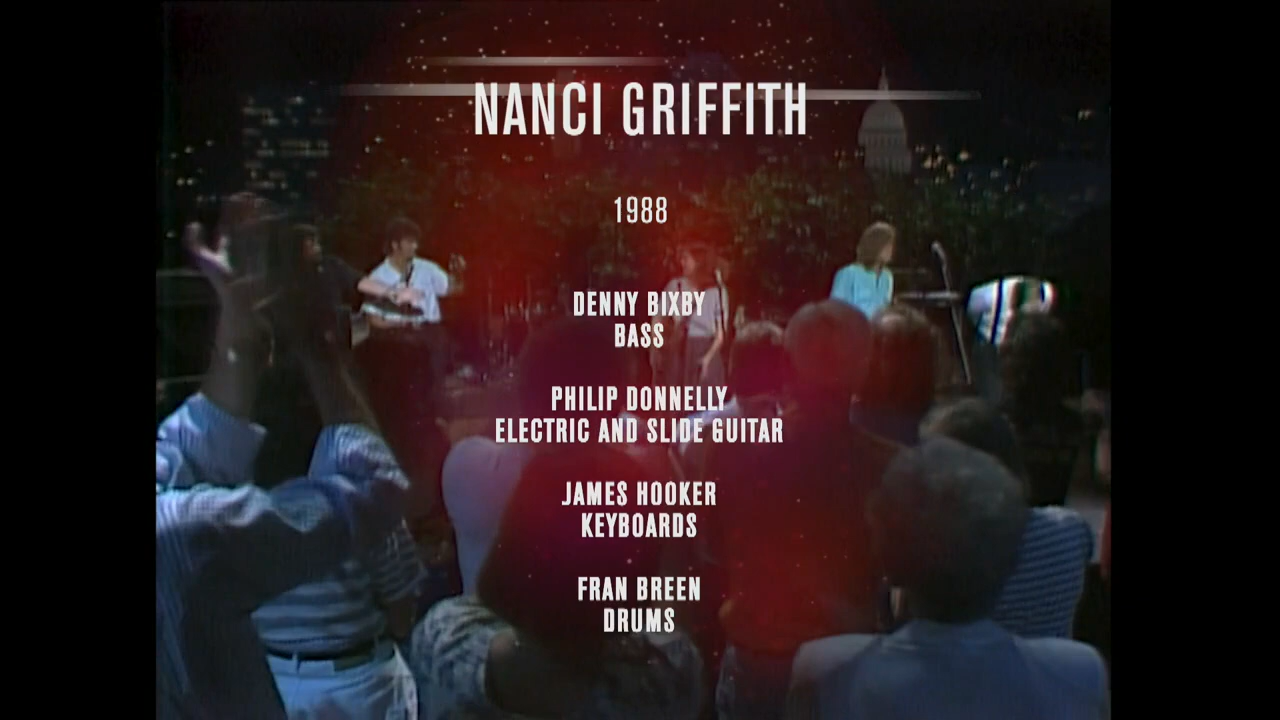 NANCI GRIFFITH
1988
DENNY BIXBY
BASS
PHILIP DONNELLY
ELECTRIC AND SLIDE GUITAR
JAMES HOOKER
KEYBOARDS
FRAN BREEN
DRUMS